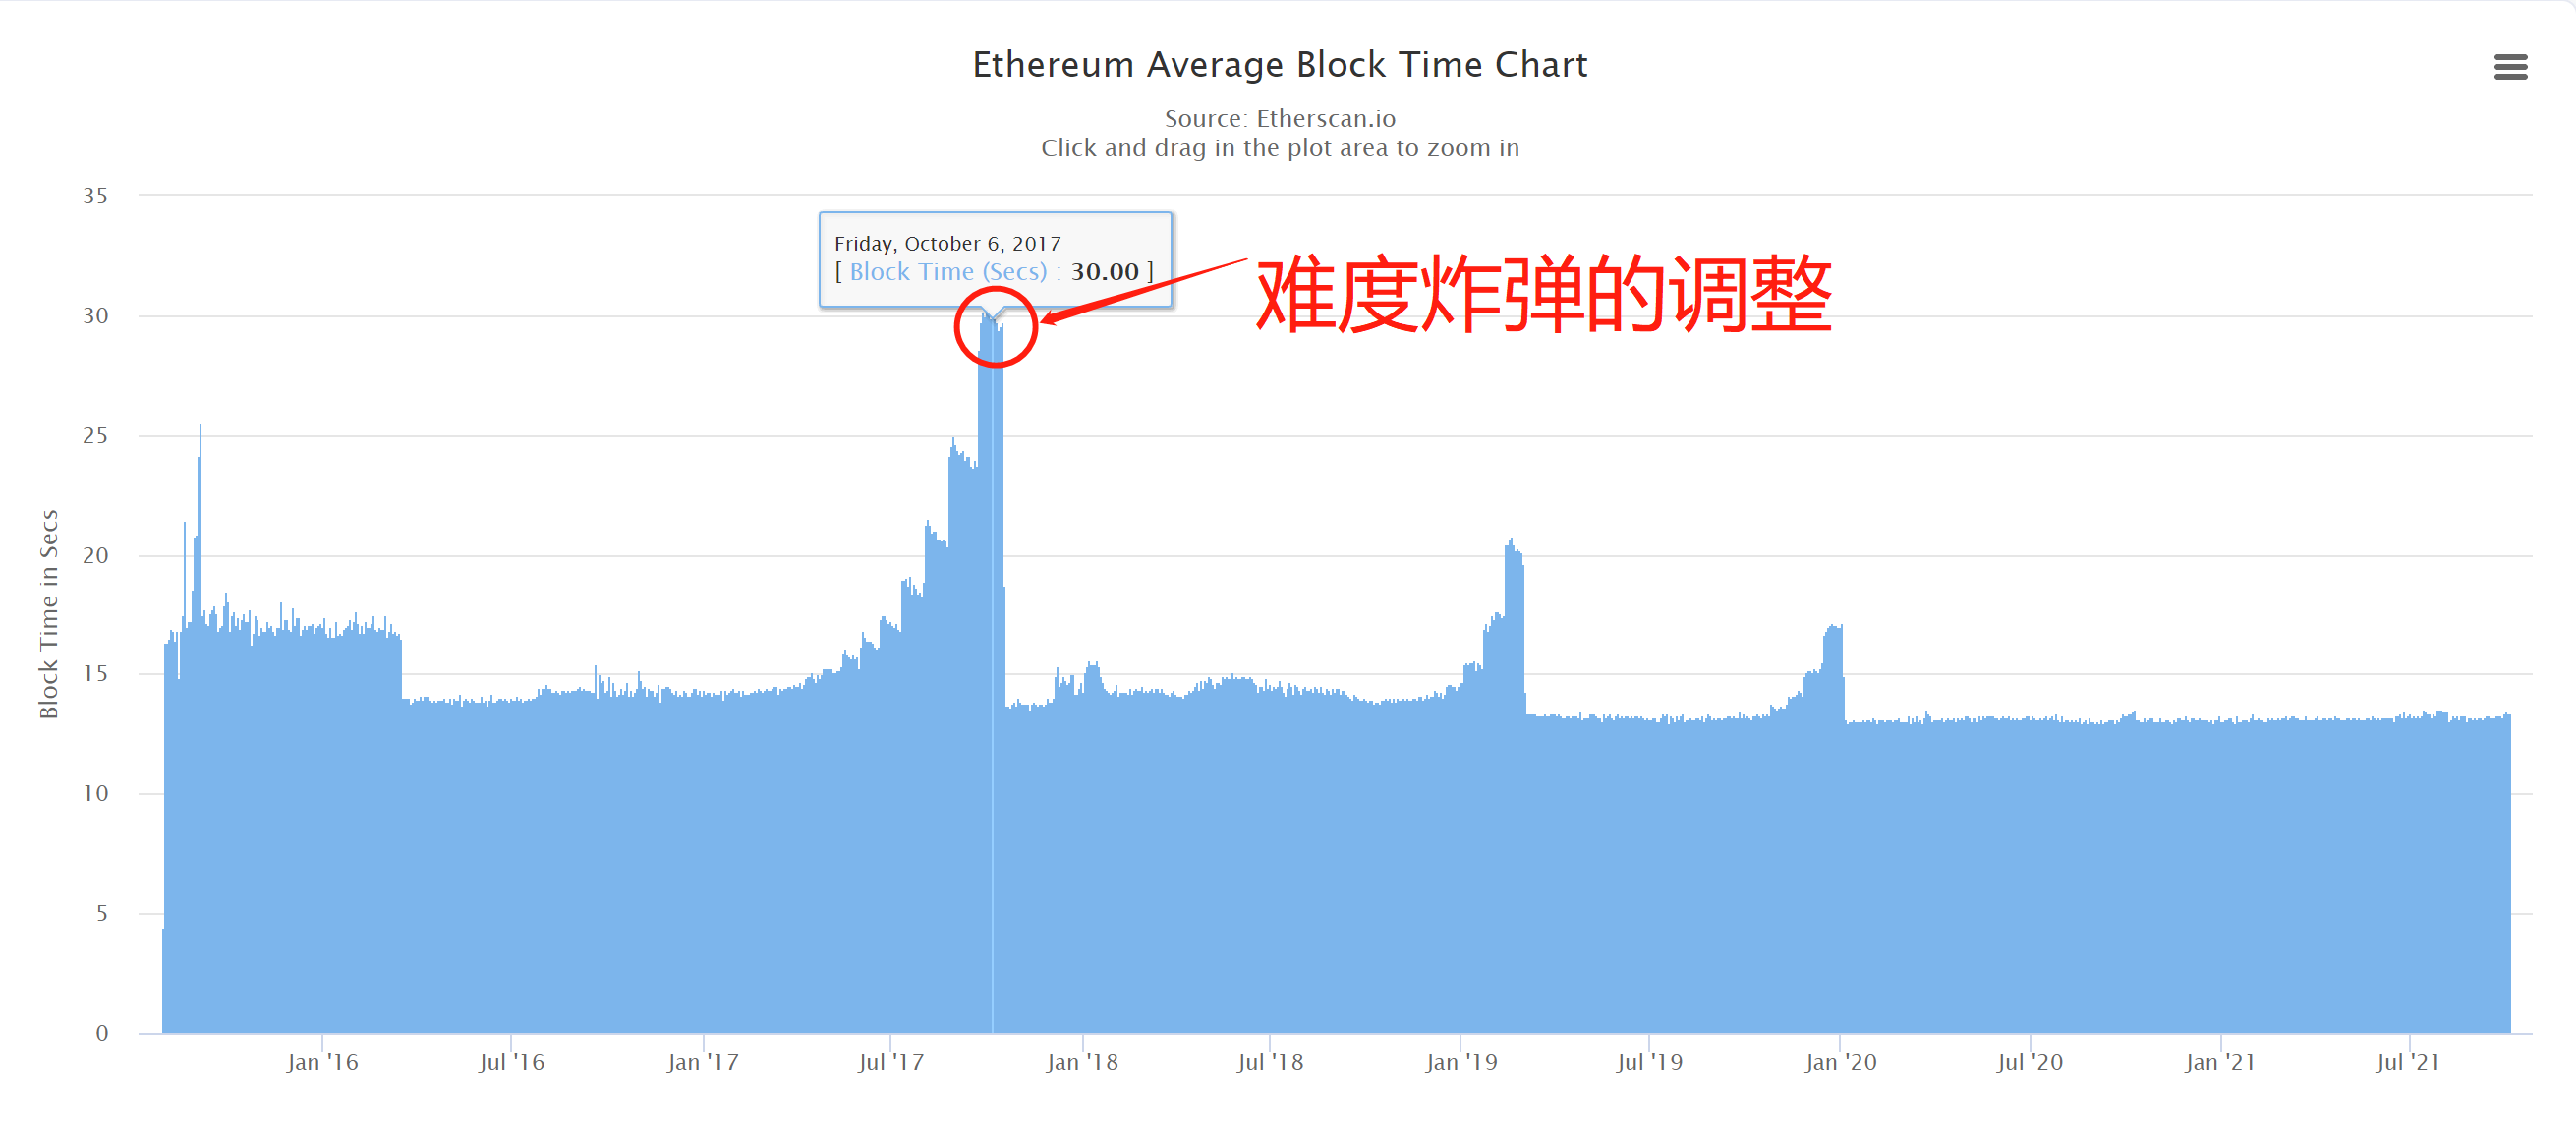 Ethereum Average Block Time Chart
Source: Etherscan.io
Click and drag in the plot area to zoom in
35
Friday, October 6, 2017
[ Block Time (Secs) : 30.00 ]
难度炸弹的调整
30
25
20
15
10
5
0
Block Time in Secs
Jan '16
Jul '16
Jan '17
Jul '17
Jan '18
Jul '18
Jan '19
Jul '19
Jan '20
Jul '20
Jan '21
Jul '21